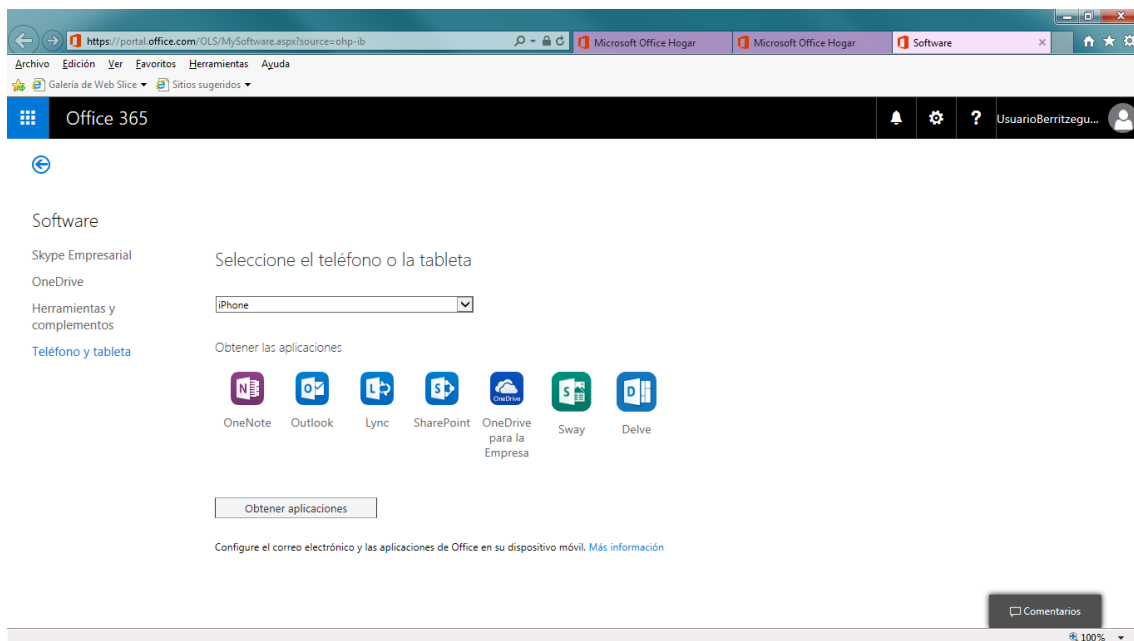 https://portal.office.com/OLS/MySoftware.aspx?source=ohp-ib
Microsoft Office Hogar
Microsoft Office Hogar
Software
Archivo Edición Ver Favoritos Herramientas Ayuda
Galería de Web Slice Sitios sugeridos
Office 365
? UsuarioBerritzegu...
Software
Skype Empresarial
OneDrive
Herramientas y
complementos
Teléfono y tableta
Seleccione el teléfono o la tableta
iPhone
Obtener las aplicaciones
OneNote
Outlook
Lync
SharePoint
OneDrive
OneDrive
para la
Empresa
Sway
Delve
Obtener aplicaciones
Configure el correo electrónico y las aplicaciones de Office en su dispositivo móvil. Más información
Comentarios
100%